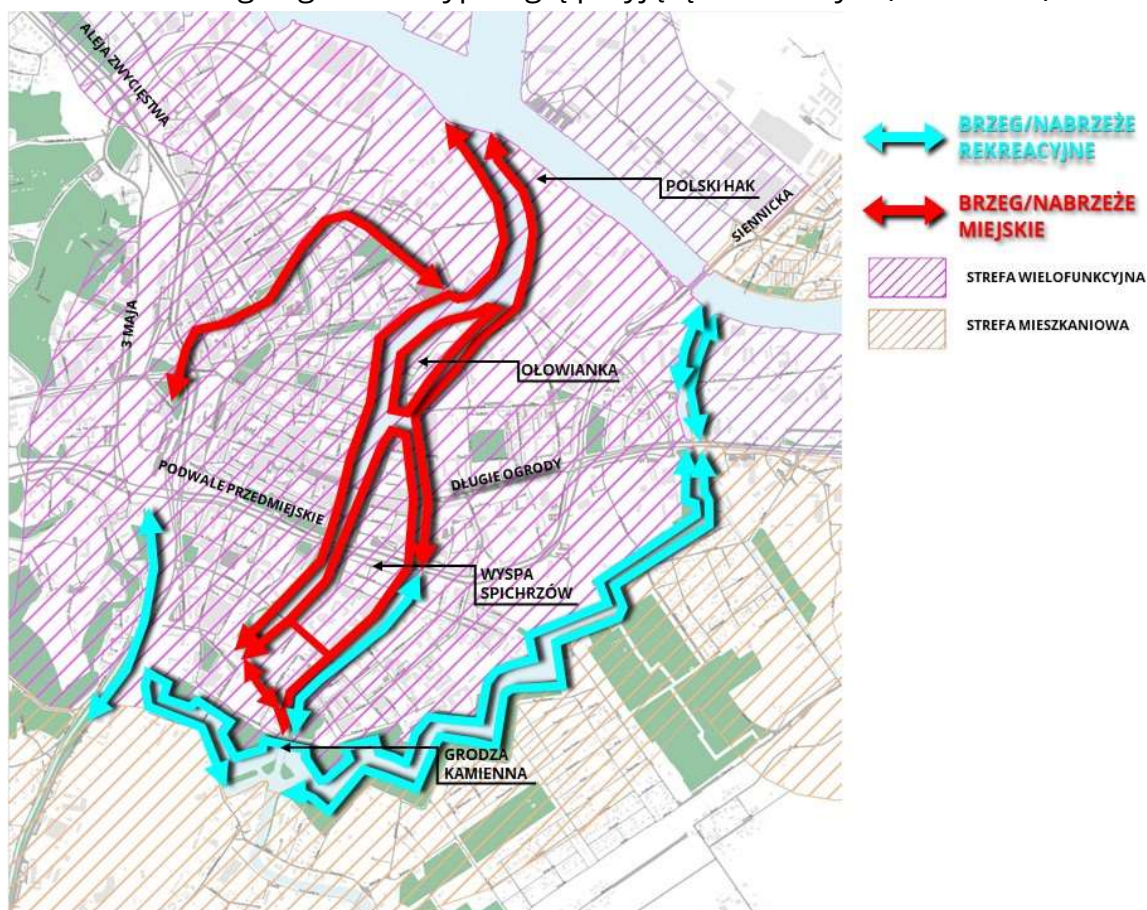 ALEJA ZWYCIĘSTWA
POLSKI HAK
SIENNICKA
3 MAJA
OŁOWIANKA
PODWALE PRZEDMIEJSKIE
DŁUGIE OGRODY
WYSPA
SPICHRZÓW
GRODZA
KAMIENNA
BRZEG/NABRZEŻE
REKREACYJNE
BRZEG/NABRZEŻE
MIEJSKIE
STREFA WIELOFUNKCYJNA
STREFA MIESZKANIOWA